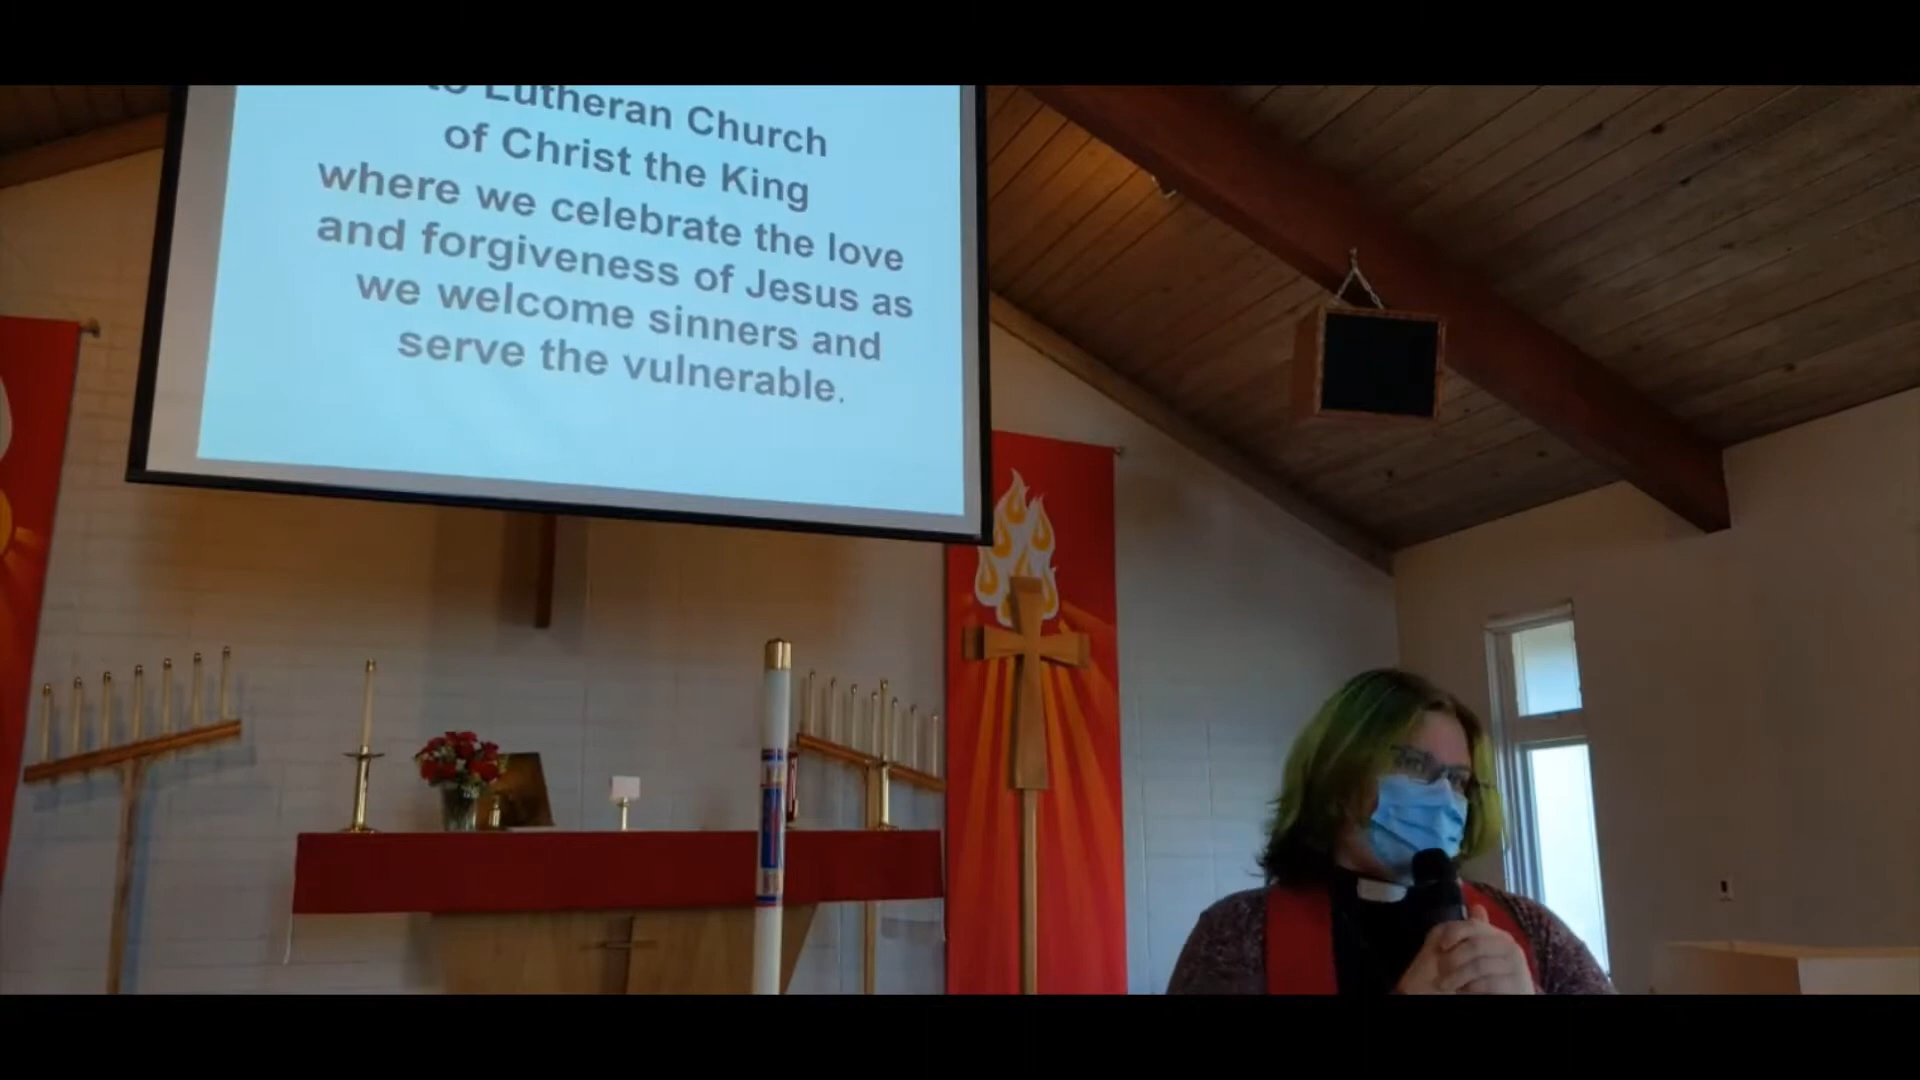 to Lutheran Church
of Christ the King
where we celebrate the love
and forgiveness of Jesus as
we welcome sinners and
serve the vulnerable.